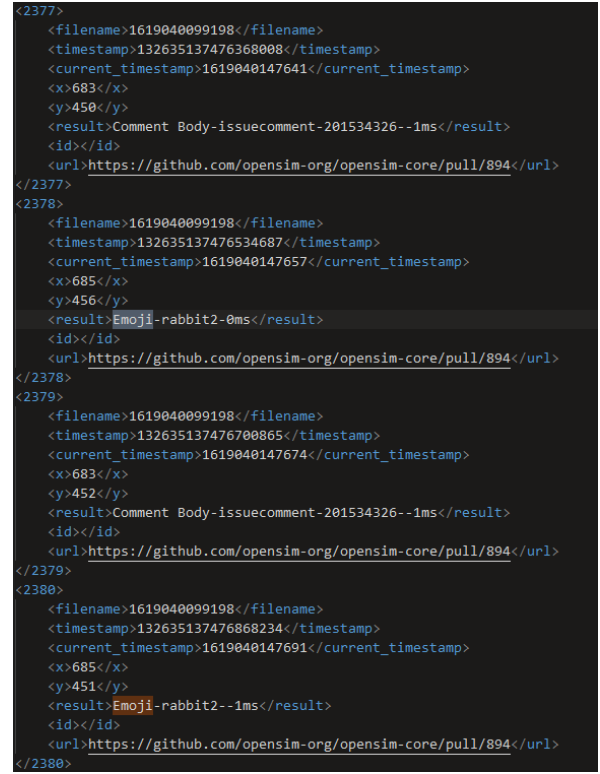 <2377>
<filename>1619040099198</filename>
<timestamp>132635137476368008</timestamp>
<current_timestamp>1619040147641</current_timestamp>
<x>683</x>
<y>450</y>
<result>Comment Body-issuecomment-201534326--1ms</result>
<id></id>
<url>https://github.com/opensim-org/opensim-core/pull/894</url>
</2377>
<2378>
<filename>1619040099198</filename>
<timestamp>132635137476534687</timestamp>
<current_timestamp>1619040147657</current_timestamp>
<x>685</x>
<y>456</y>
<result>Emoji-rabbit2-0ms</result>
<id></id>
<url>https://github.com/opensim-org/opensim-core/pull/894</url>
</2378>
<2379>
<filename>1619040099198</filename>
<timestamp>132635137476700865</timestamp>
<current_timestamp>1619040147674</current_timestamp>
<x>683</x>
<y>452</y>
<result>Comment Body-issuecomment-201534326--1ms</result>
<id></id>
<url>https://github.com/opensim-org/opensim-core/pull/894</url>
</2379>
<2380>
<filename>1619040099198</filename>
<timestamp>132635137476868234</timestamp>
<current_timestamp>1619040147691</current_timestamp>
<x>685</x>
<y>451</y>
<result>Emoji-rabbit2--1ms</result>
<id></id>
<url>https://github.com/opensim-org/opensim-core/pull/894</url>
</2380>